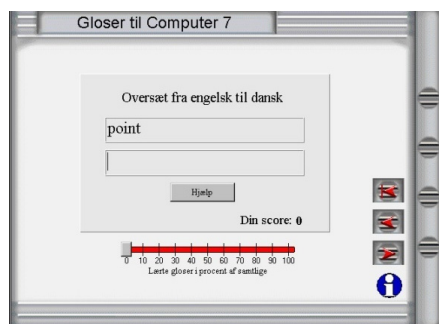 Gloser til Computer 7
Oversæt fra engelsk til dansk
point
Hjælp
Din score: 0
0 10 20 30 40 50 60 70 80 90 100
Lærte gloser i procent af samtlige